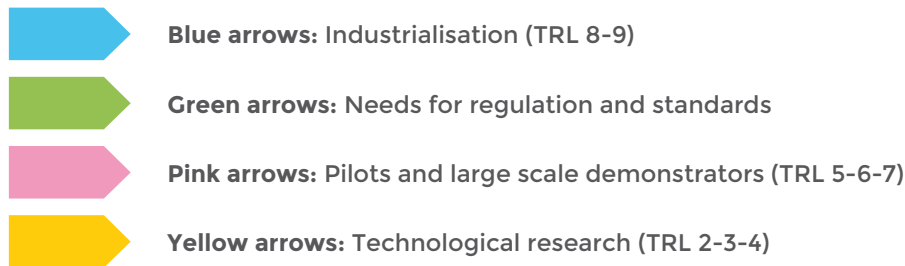 Blue arrows: Industrialisation (TRL 8-9)
Green arrows: Needs for regulation and standards
Pink arrows: Pilots and large scale demonstrators (TRL 5-6-7)
Yellow arrows: Technological research (TRL 2-3-4)